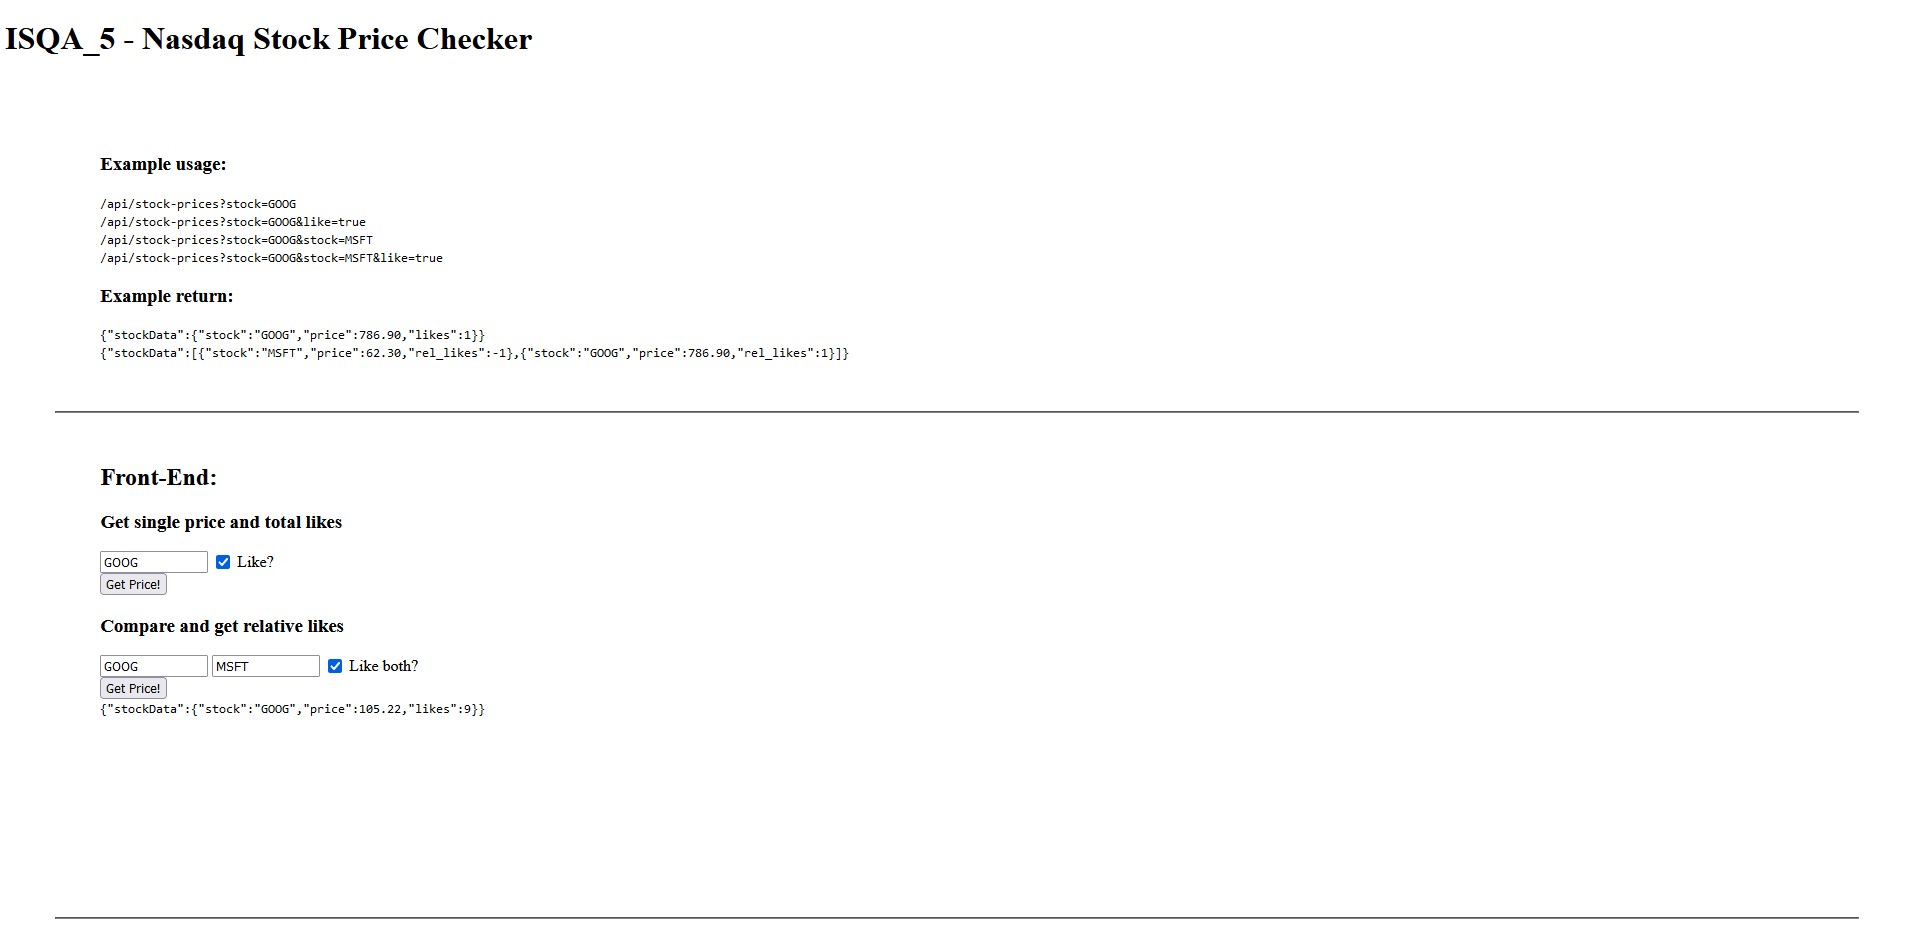 ISQA_5 - Nasdaq Stock Price Checker
Example usage:
/api/stock-prices?stock=GOOG
/api/stock-prices?stock=GOOG&like=true
/api/stock-prices?stock=GOOG&stock=MSFT
/api/stock-prices?stock=GOOG&stock=MSFT&like=true
Example return:
{"stockData":{"stock":"GOOG","price":786.90,"likes":1}}
{"stockData":[{"stock":"MSFT","price":62.30,"rel_likes":-1},{"stock":"GOOG","price":786.90,"rel_likes":1}]}
Front-End:
Get single price and total likes
GOOG Like?
Get Price!
Compare and get relative likes
GOOG MSFT Like both?
Get Price!
{"stockData":{"stock":"GOOG","price":105.22,"likes":9}}